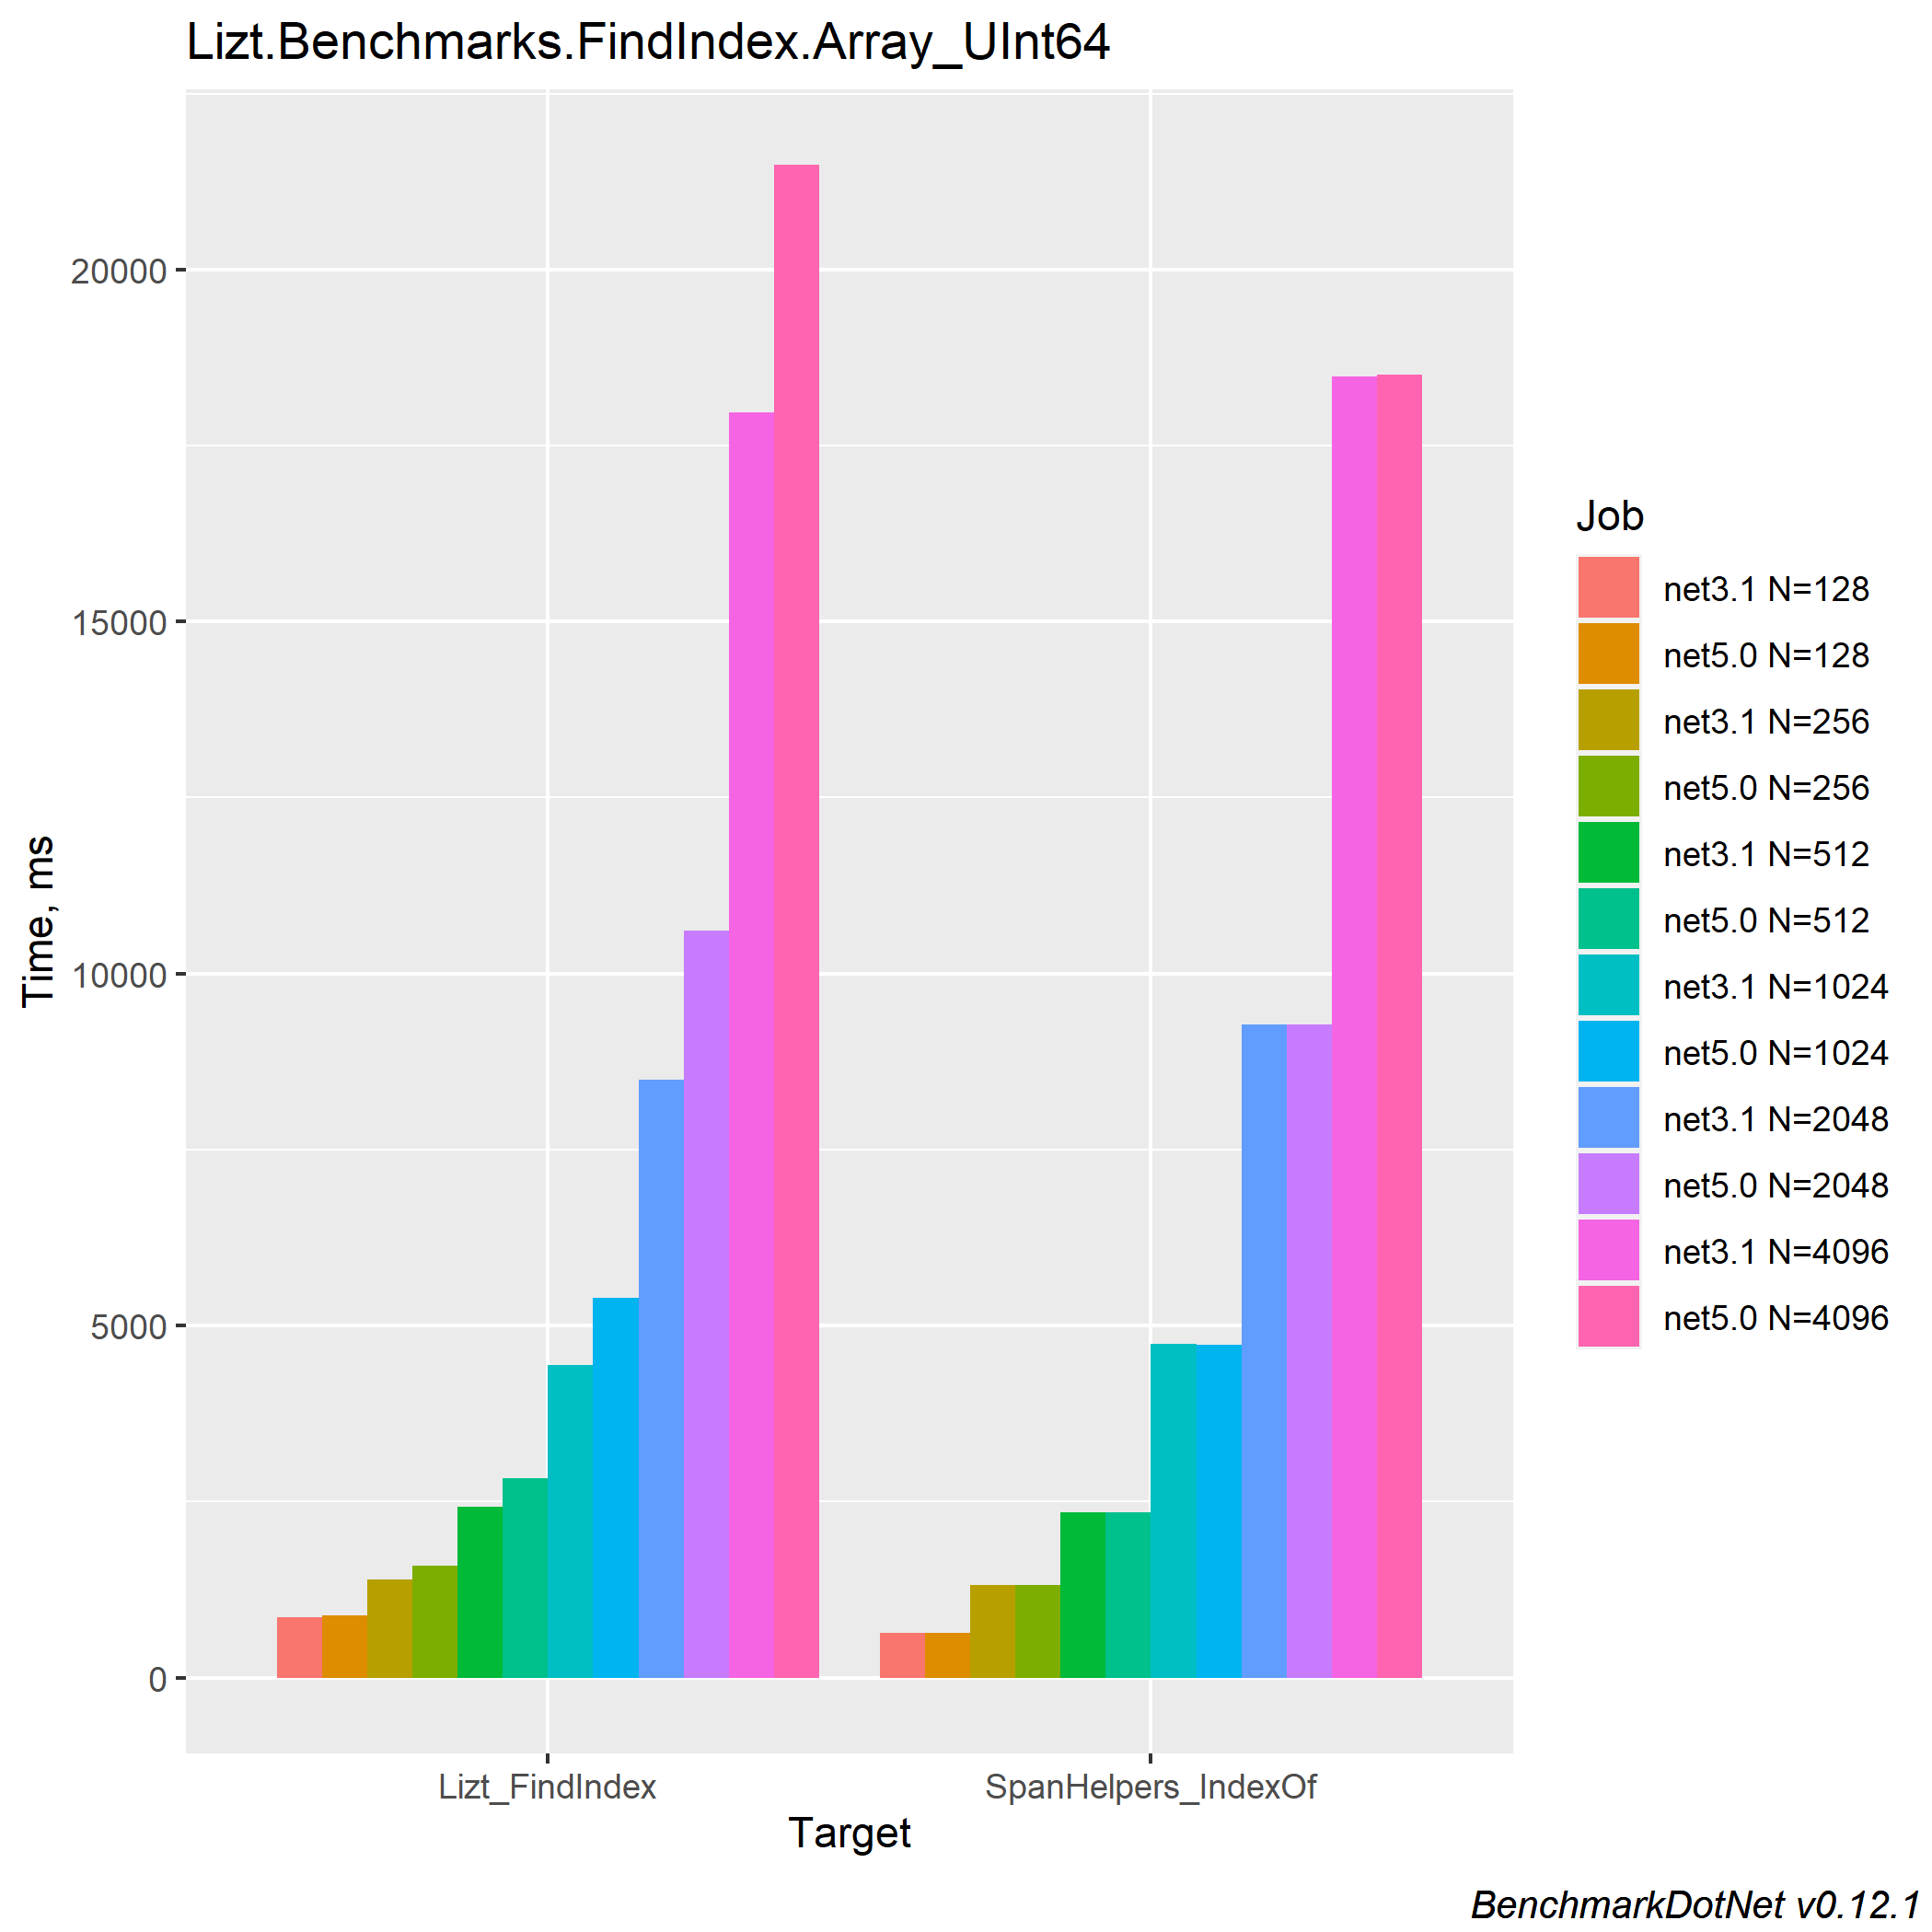 Lizt.Benchmarks.FindIndex.Array_UInt64
20000
15000
10000
5000
0
Time, ms
Lizt_FindIndex
SpanHelpers_IndexOf
Target
Job
net3.1 N=128
net5.0 N=128
net3.1 N=256
net5.0 N=256
net3.1 N=512
net5.0 N=512
net3.1 N=1024
net5.0 N=1024
net3.1 N=2048
net5.0 N=2048
net3.1 N=4096
net5.0 N=4096
BenchmarkDotNet v0.12.1